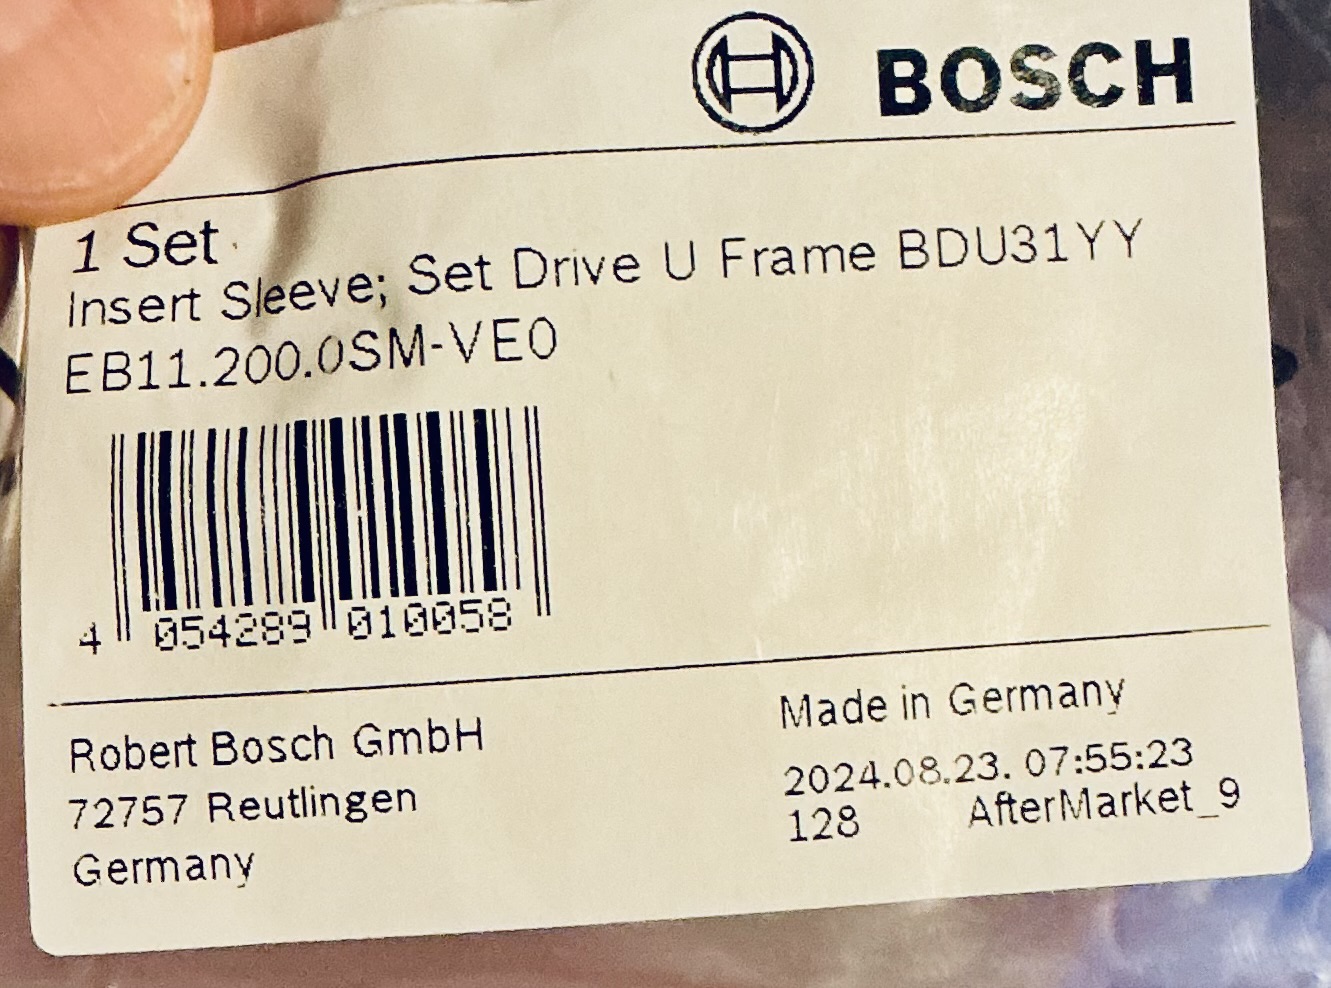 BOSCH
1 Set
Insert Sleeve; Set Drive U Frame BDU31YY
EB11.200.0SM-VE0
4 054289 010058
Robert Bosch GmbH
72757 Reutlingen
Germany
Made in Germany
2024.08.23. 07:55:23
128 AfterMarket_9